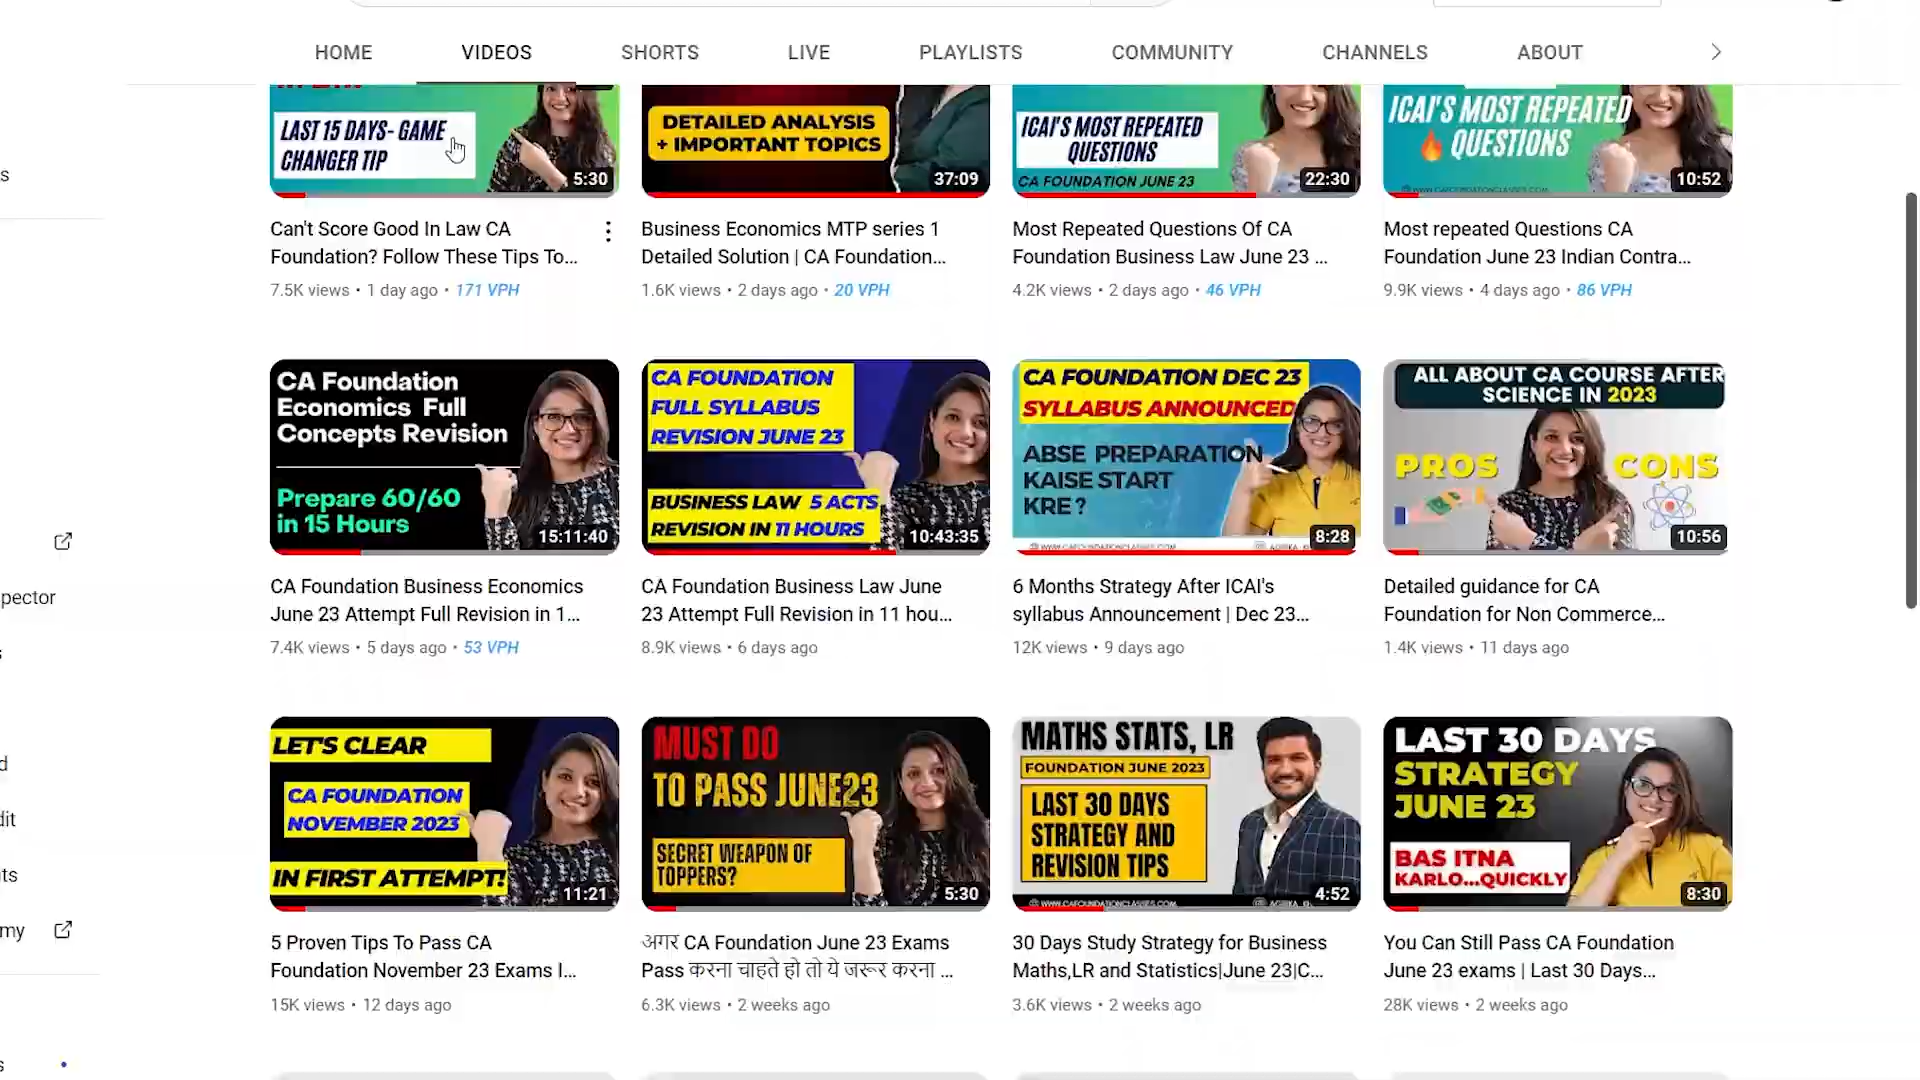 HOME VIDEOS SHORTS LIVE PLAYLISTS COMMUNITY CHANNELS ABOUT
LAST 15 DAYS- GAME
CHANGER TIP
5:30
DETAILED ANALYSIS
+ IMPORTANT TOPICS
37:09
ICAI'S MOST REPEATED
QUESTIONS
CA FOUNDATION JUNE 23
22:30
ICAI'S MOST REPEATED
QUESTIONS
10:52
Can't Score Good In Law CA
Foundation? Follow These Tips To...
7.5K views • 1 day ago • 171 VPH
Business Economics MTP series 1
Detailed Solution | CA Foundation...
1.6K views • 2 days ago • 20 VPH
Most Repeated Questions Of CA
Foundation Business Law June 23 ...
4.2K views • 2 days ago • 46 VPH
Most repeated Questions CA
Foundation June 23 Indian Contra...
9.9K views • 4 days ago • 86 VPH
CA Foundation
Economics Full
Concepts Revision
Prepare 60/60
in 15 Hours
15:11:40
CA FOUNDATION
FULL SYLLABUS
REVISION JUNE 23
BUSINESS LAW 5 ACTS
REVISION IN 11 HOURS
10:43:35
CA FOUNDATION DEC 23
SYLLABUS ANNOUNCED
ABSE PREPARATION
KAISE START
KRE ?
8:28
ALL ABOUT CA COURSE AFTER
SCIENCE IN 2023
PROS CONS
10:56
pector
CA Foundation Business Economics
June 23 Attempt Full Revision in 1...
7.4K views • 5 days ago • 53 VPH
CA Foundation Business Law June
23 Attempt Full Revision in 11 hou...
8.9K views • 6 days ago
6 Months Strategy After ICAI's
syllabus Announcement | Dec 23...
12K views • 9 days ago
Detailed guidance for CA
Foundation for Non Commerce...
1.4K views • 11 days ago
LET'S CLEAR
CA FOUNDATION
NOVEMBER 2023
IN FIRST ATTEMPT!
11:21
MUST DO
TO PASS JUNE23
SECRET WEAPON OF
TOPPERS?
5:30
MATHS STATS, LR
FOUNDATION JUNE 2023
LAST 30 DAYS
STRATEGY AND
REVISION TIPS
WWW.CAFOUNDATIONCLASSES.COM
4:52
LAST 30 DAYS
STRATEGY
JUNE 23
BAS ITNA
KARLO...QUICKLY
8:30
5 Proven Tips To Pass CA
Foundation November 23 Exams I...
15K views • 12 days ago
अगर CA Foundation June 23 Exams
Pass करना चाहते हो तो ये जरूर करना ...
6.3K views • 2 weeks ago
30 Days Study Strategy for Business
Maths,LR and Statistics|June 23|C...
3.6K views • 2 weeks ago
You Can Still Pass CA Foundation
June 23 exams | Last 30 Days...
28K views • 2 weeks ago